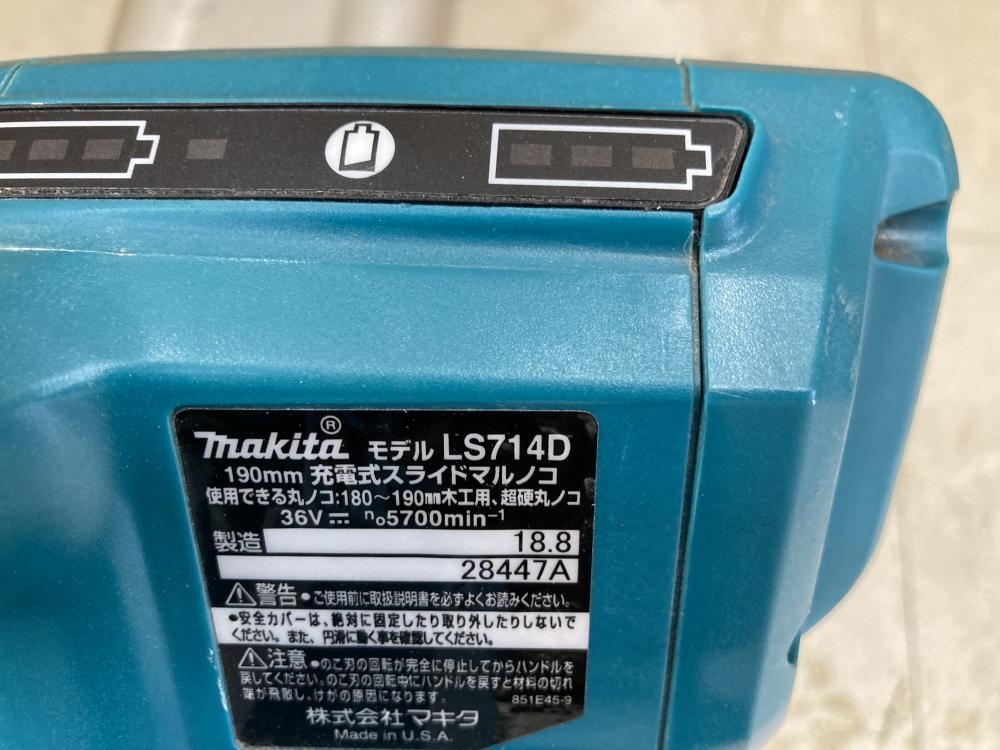 makita® モデル LS714D
190mm 充電式スライドマルノコ
使用できる丸ノコ:180～190mm木工用、超硬丸ノコ
36V⎓ n₀5700min⁻¹
製造 18.8
28447A
⚠警告 •ご使用前に取扱説明書を必ずよくお読みください。
•安全カバーは、絶対に固定したり取り外したりしないで
ください。また、円滑に動く事を確認してください。
⚠注意 •のこ刃の回転が完全に停止してからハンドルを
戻してください。のこ刃の回転中にハンドルを戻すと材料の切れ
端が飛散し、けがの原因になります。 851E45-9
株式会社 マキタ
Made in U.S.A.